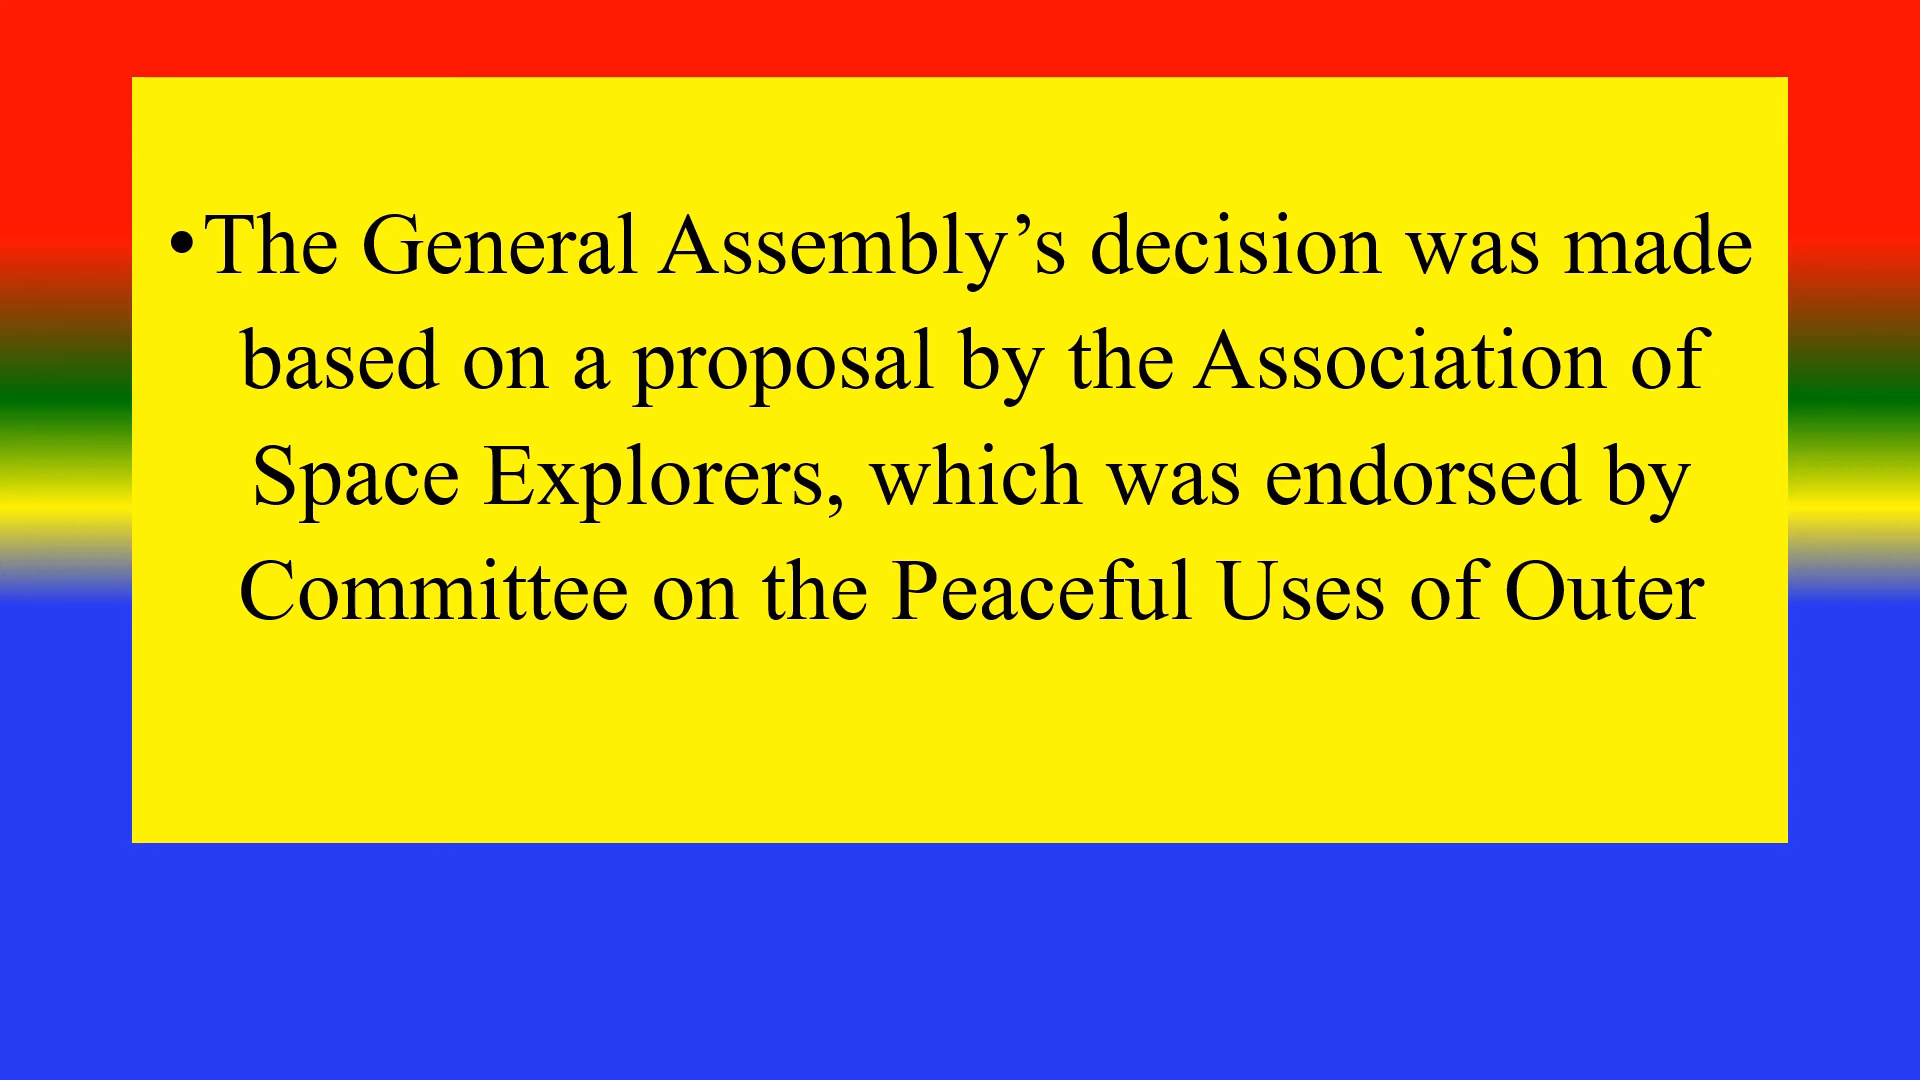 •The General Assembly’s decision was made
based on a proposal by the Association of
Space Explorers, which was endorsed by
Committee on the Peaceful Uses of Outer